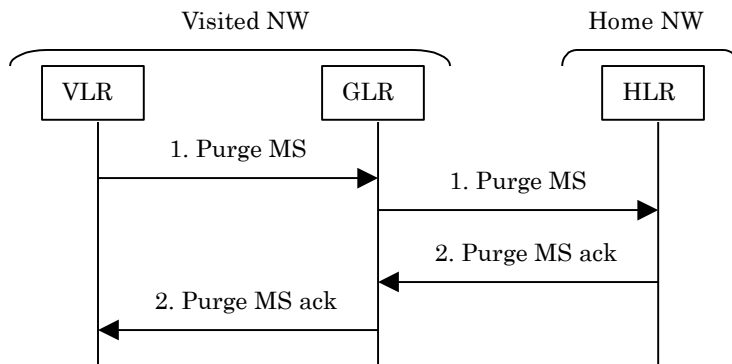 Visited NW
Home NW
VLR
GLR
HLR
1. Purge MS
1. Purge MS
2. Purge MS ack
2. Purge MS ack